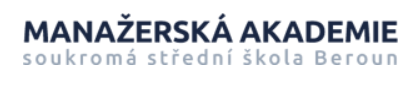 MANAŽERSKÁ AKADEMIE
soukromá střední škola Beroun